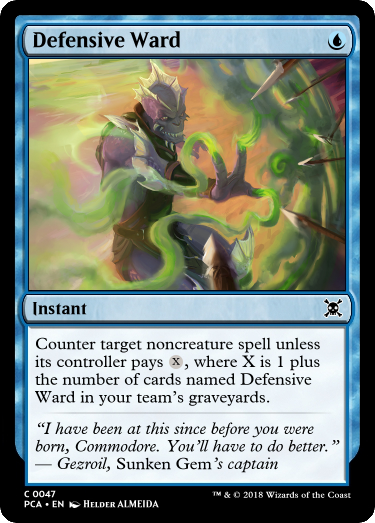 Defensive Ward
Instant
Counter target noncreature spell unless
its controller pays X, where X is 1 plus
the number of cards named Defensive
Ward in your team's graveyards.
"I have been at this since before you were
born, Commodore. You'll have to do better."
— Gezroil, Sunken Gem's captain
C 0047
PCA • EN Helder ALMEIDA
™ & © 2018 Wizards of the Coast